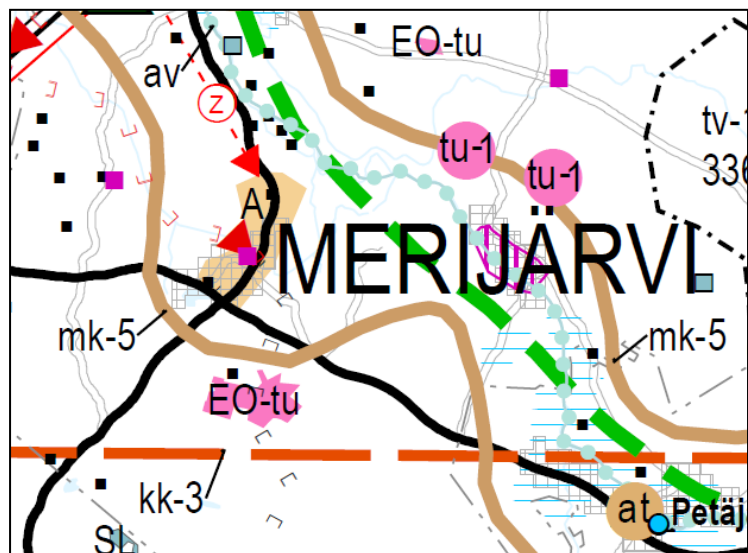 EO-tu
av
Z
tv-1
336
tu-1
tu-1
A
MERIJÄRVI
mk-5
mk-5
EO-tu
kk-3
at
Petäj
SL